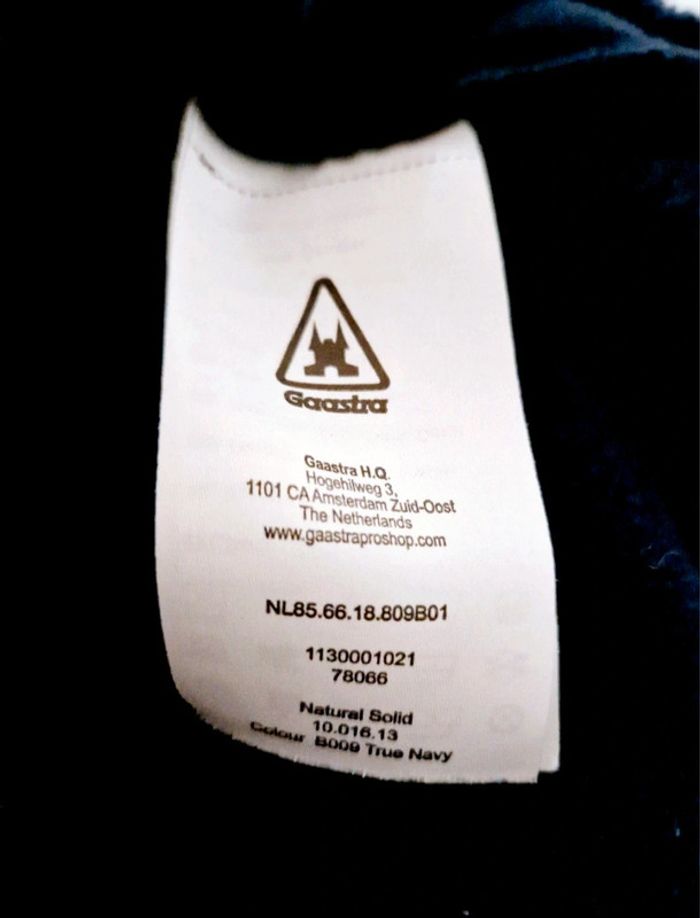 Gaastra
Gaastra H.Q.
Hogehilweg 3,
1101 CA Amsterdam Zuid-Oost
The Netherlands
www.gaastraproshop.com
NL85.66.18.809B01
1130001021
78066
Natural Solid
10.016.13
Colour B009 True Navy